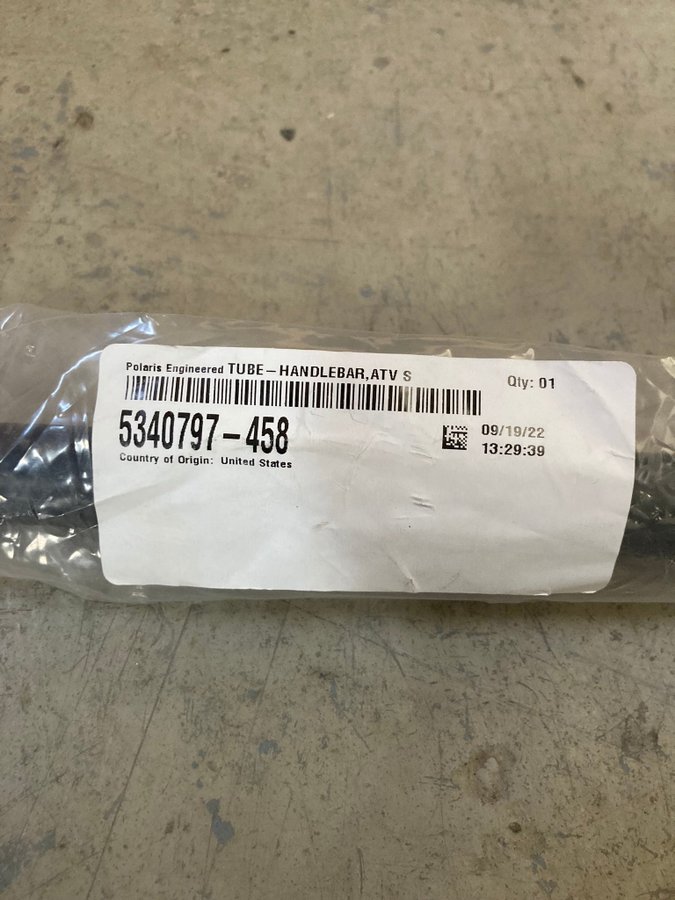 Polaris Engineered TUBE-HANDLEBAR,ATV S
Qty: 01
5340797-458
09/19/22
13:29:39
Country of Origin: United States